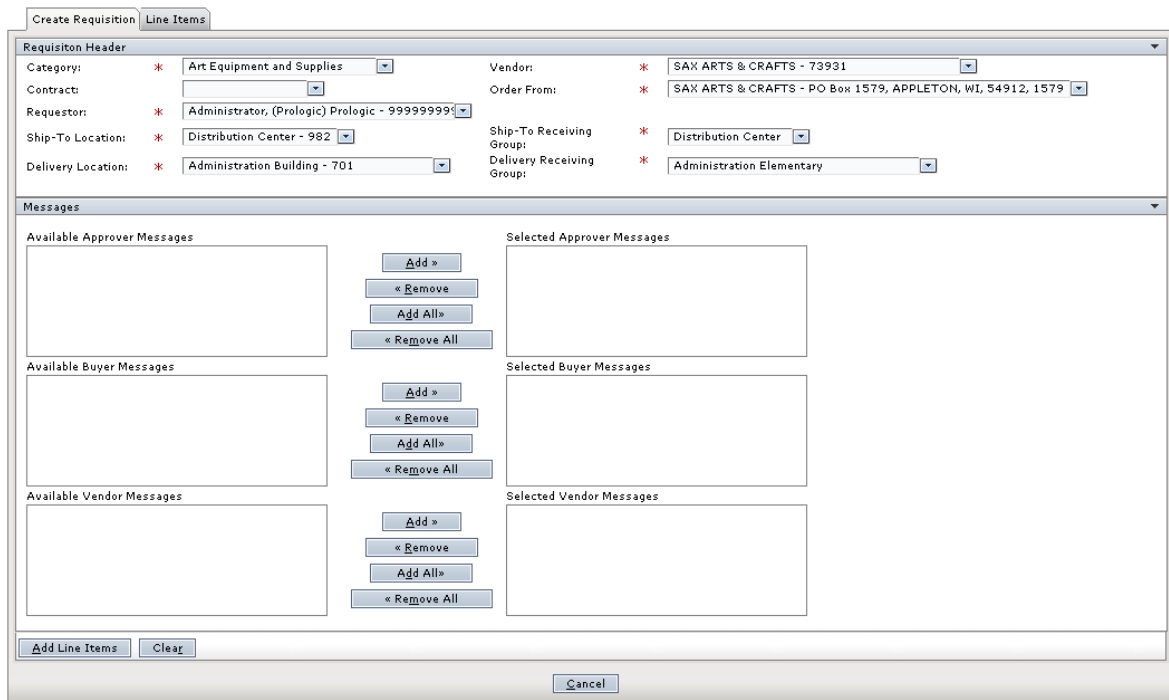 Create Requisition Line Items
Requisiton Header
Category: * Art Equipment and Supplies Vendor: * SAX ARTS & CRAFTS - 73931
Contract: Order From: * SAX ARTS & CRAFTS - PO Box 1579, APPLETON, WI, 54912, 1579
Requestor: * Administrator, (Prologic) Prologic - 999999999
Ship-To Location: * Distribution Center - 982 Ship-To Receiving Group: * Distribution Center
Delivery Location: * Administration Building - 701 Delivery Receiving Group: * Administration Elementary
Messages
Available Approver Messages Selected Approver Messages
Add »
« Remove
Add All»
« Remove All
Available Buyer Messages Selected Buyer Messages
Add »
« Remove
Add All»
« Remove All
Available Vendor Messages Selected Vendor Messages
Add »
« Remove
Add All»
« Remove All
Add Line Items Clear
Cancel